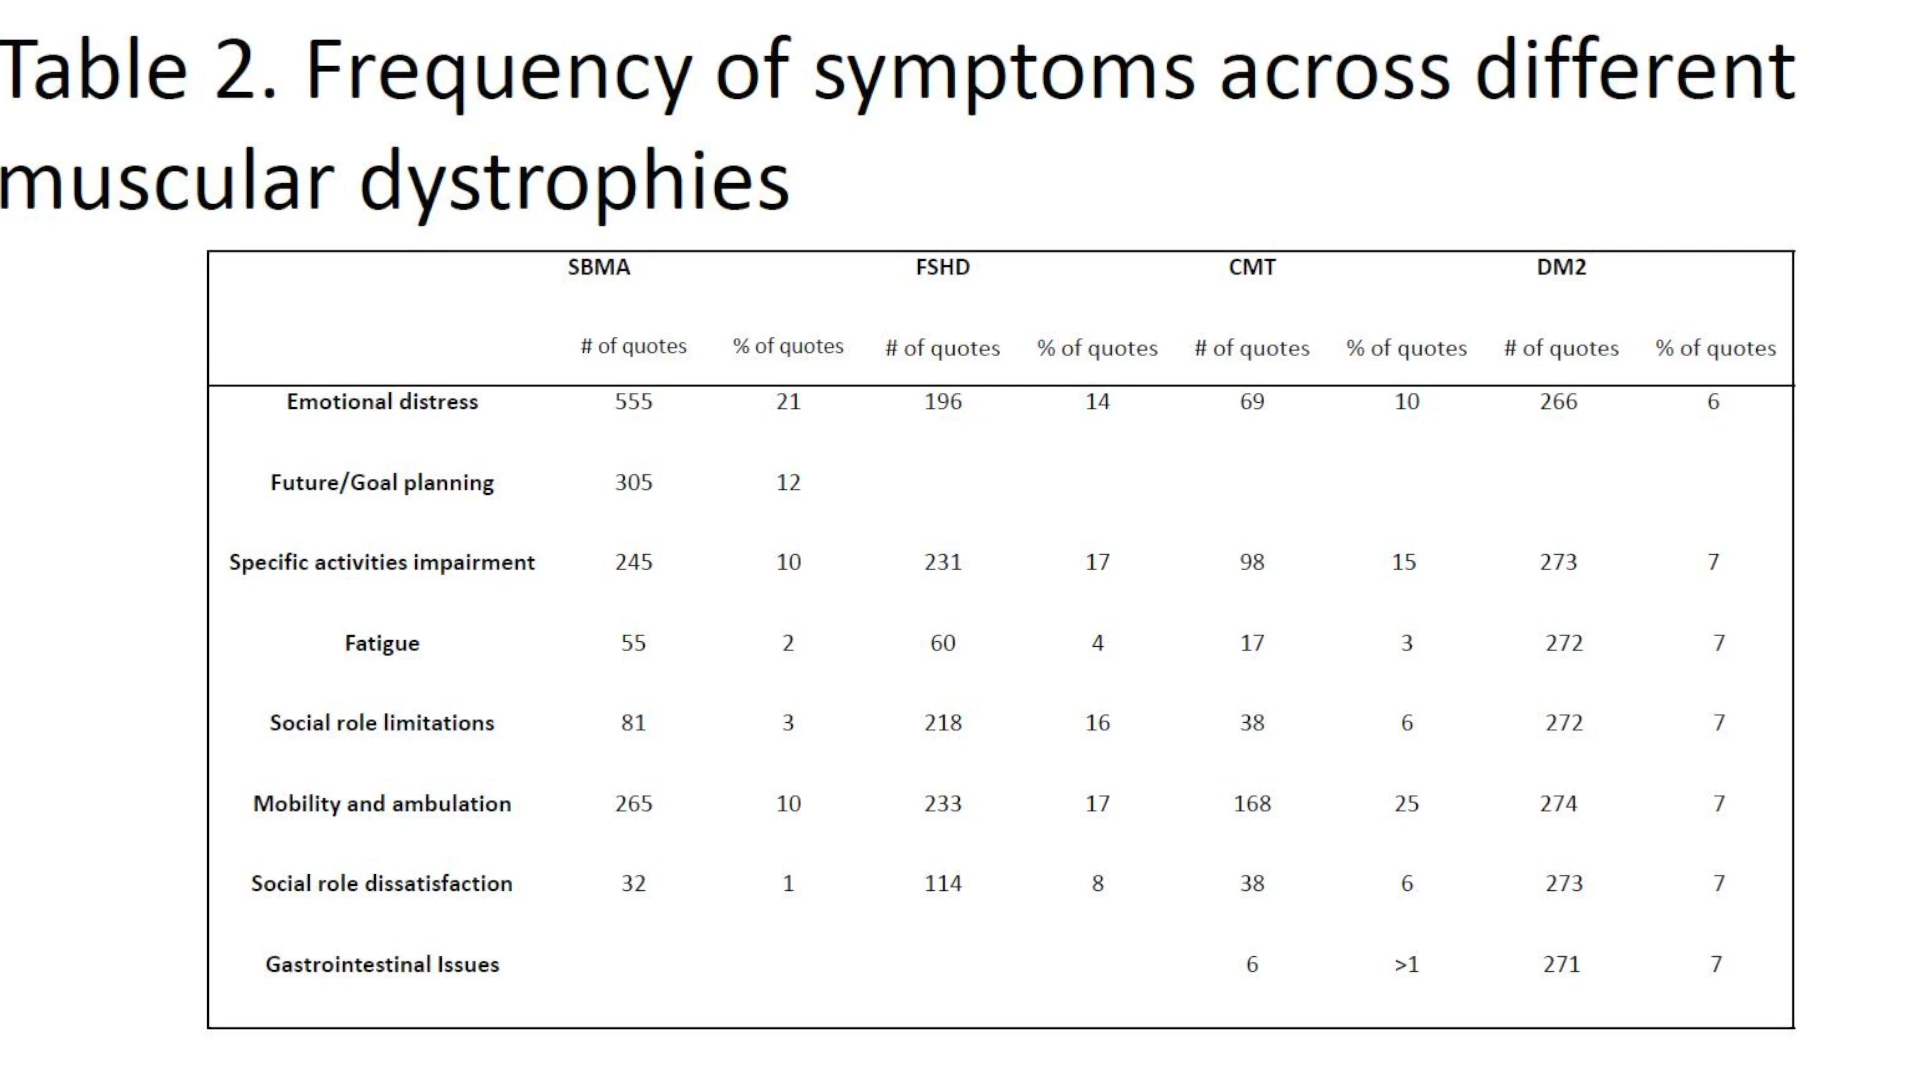 Table 2. Frequency of symptoms across different
muscular dystrophies
SBMA FSHD CMT DM2
# of quotes % of quotes # of quotes % of quotes # of quotes % of quotes # of quotes % of quotes
Emotional distress 555 21 196 14 69 10 266 6
Future/Goal planning 305 12
Specific activities impairment 245 10 231 17 98 15 273 7
Fatigue 55 2 60 4 17 3 272 7
Social role limitations 81 3 218 16 38 6 272 7
Mobility and ambulation 265 10 233 17 168 25 274 7
Social role dissatisfaction 32 1 114 8 38 6 273 7
Gastrointestinal Issues 6 >1 271 7